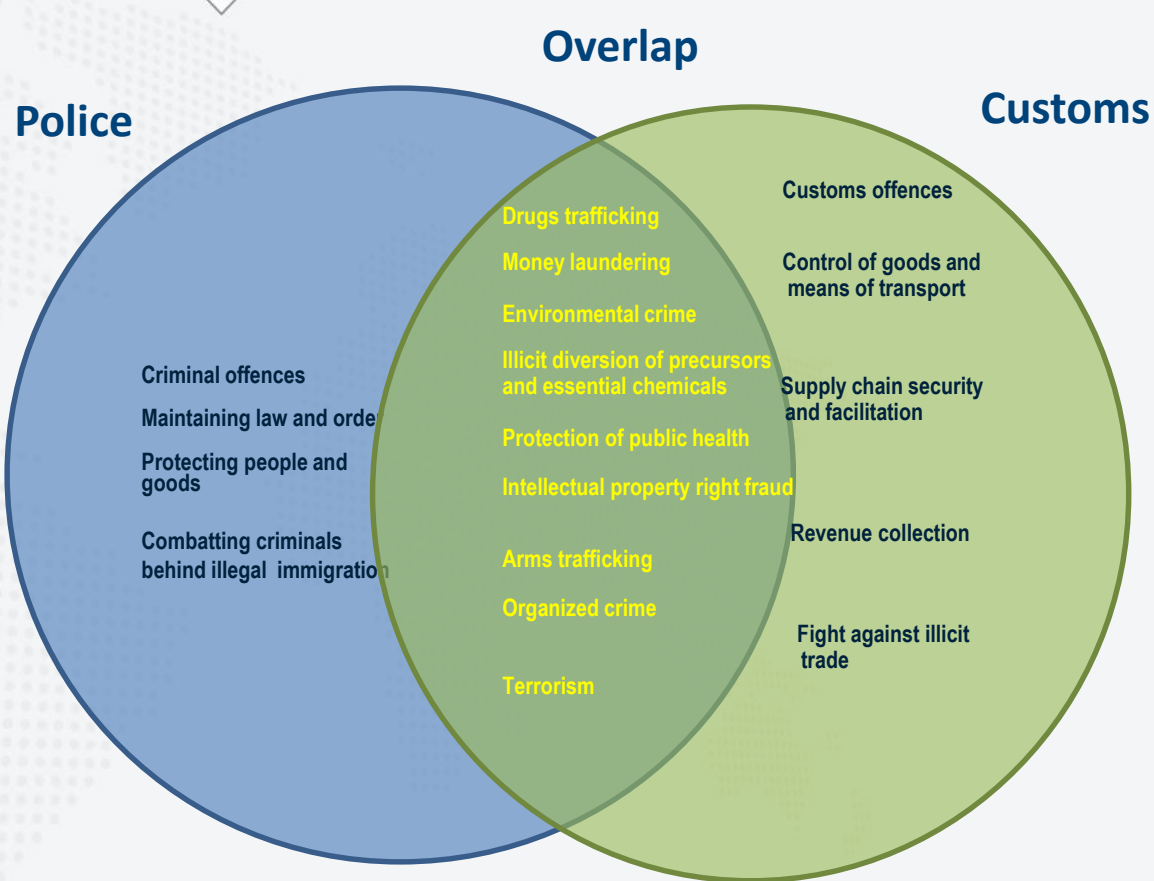 Overlap
Police
Customs
Criminal offences
Maintaining law and order
Protecting people and
goods
Combatting criminals
behind illegal immigration
Drugs trafficking
Money laundering
Environmental crime
Illicit diversion of precursors
and essential chemicals
Protection of public health
Intellectual property right fraud
Arms trafficking
Organized crime
Terrorism
Customs offences
Control of goods and
means of transport
Supply chain security
and facilitation
Revenue collection
Fight against illicit
trade